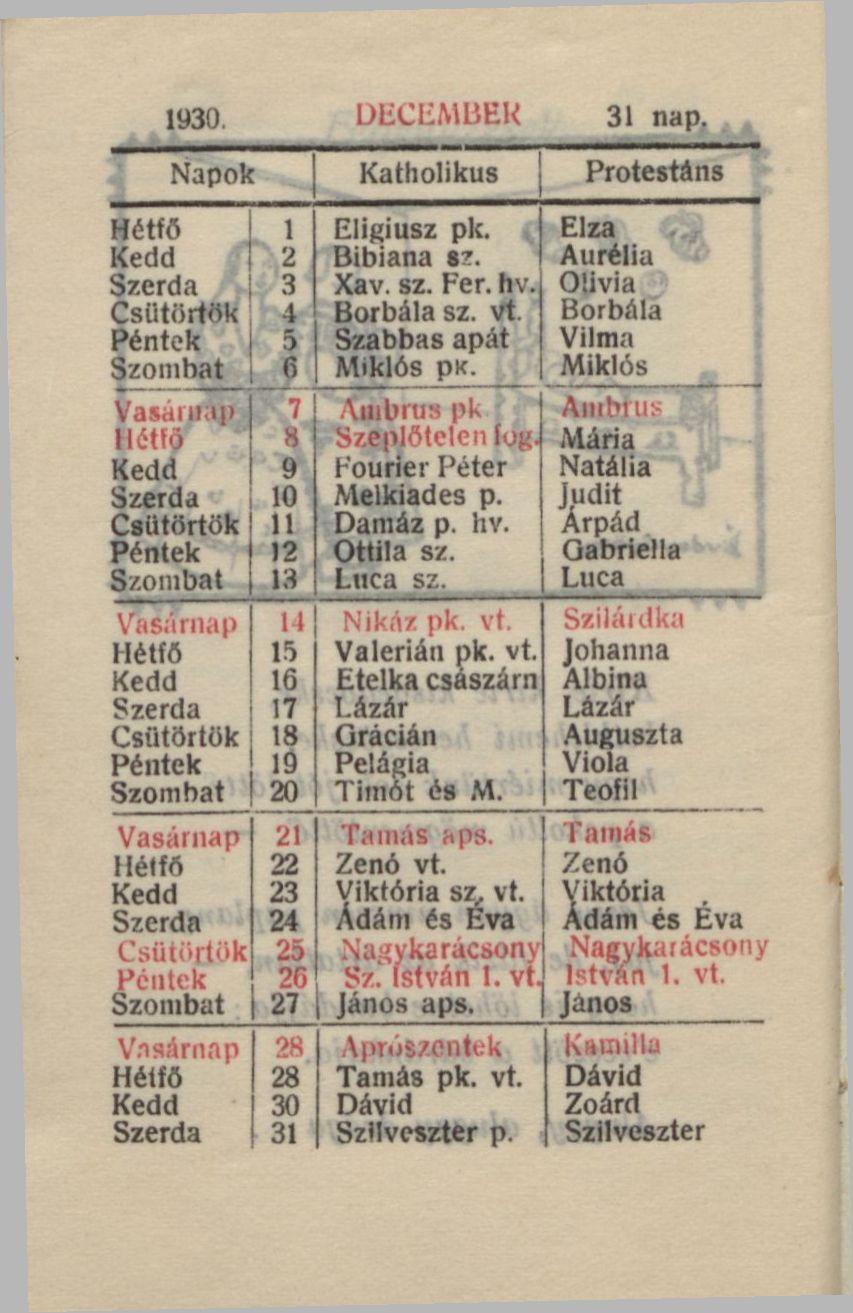 1930. DECEMBER 31 nap.
Napok Katholikus Protestáns
Hétfő 1 Eligiusz pk. Elza
Kedd 2 Bibiana sz. Aurélia
Szerda 3 Xav. sz. Fer. hv. Olivia
Csütörtök 4 Borbála sz. vt. Borbála
Péntek 5 Szabbas apát Vilma
Szombat 6 Miklós pk. Miklós
Vasárnap 7 Ambrus pk Ambrus
Hétfő 8 Szeplőtelen fog. Mária
Kedd 9 Fourier Péter Natália
Szerda 10 Melkiades p. Judit
Csütörtök 11 Damáz p. hv. Árpád
Péntek 12 Ottila sz. Gabriella
Szombat 13 Luca sz. Luca
Vasárnap 14 Nikáz pk. vt. Szilárdka
Hétfő 15 Valerián pk. vt. Johanna
Kedd 16 Etelka császárn Albina
Szerda 17 Lázár Lázár
Csütörtök 18 Grácián Auguszta
Péntek 19 Pelágia Viola
Szombat 20 Timót és M. Teofil
Vasárnap 21 Tamás aps. Tamás
Hétfő 22 Zenó vt. Zenó
Kedd 23 Viktória sz. vt. Viktória
Szerda 24 Ádám és Éva Ádám és Éva
Csütörtök 25 Nagykarácsony Nagykarácsony
Péntek 26 Sz. István I. vt. István 1. vt.
Szombat 27 János aps. János
Vasárnap 28 Aprószentek Kamilla
Hétfő 28 Tamás pk. vt. Dávid
Kedd 30 Dávid Zoárd
Szerda 31 Szilveszter p. Szilveszter